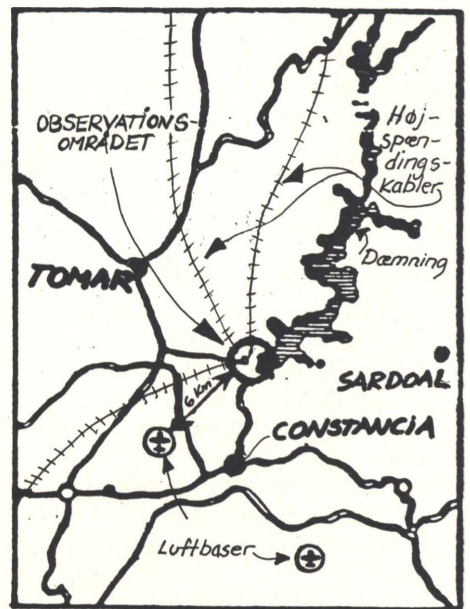 OBSERVATIONS-
OMRÅDET
Høj-
spæn-
dings-
kabler
Dæmning
TOMAR
SARDOAL
6 Km
CONSTANCIA
Luftbaser